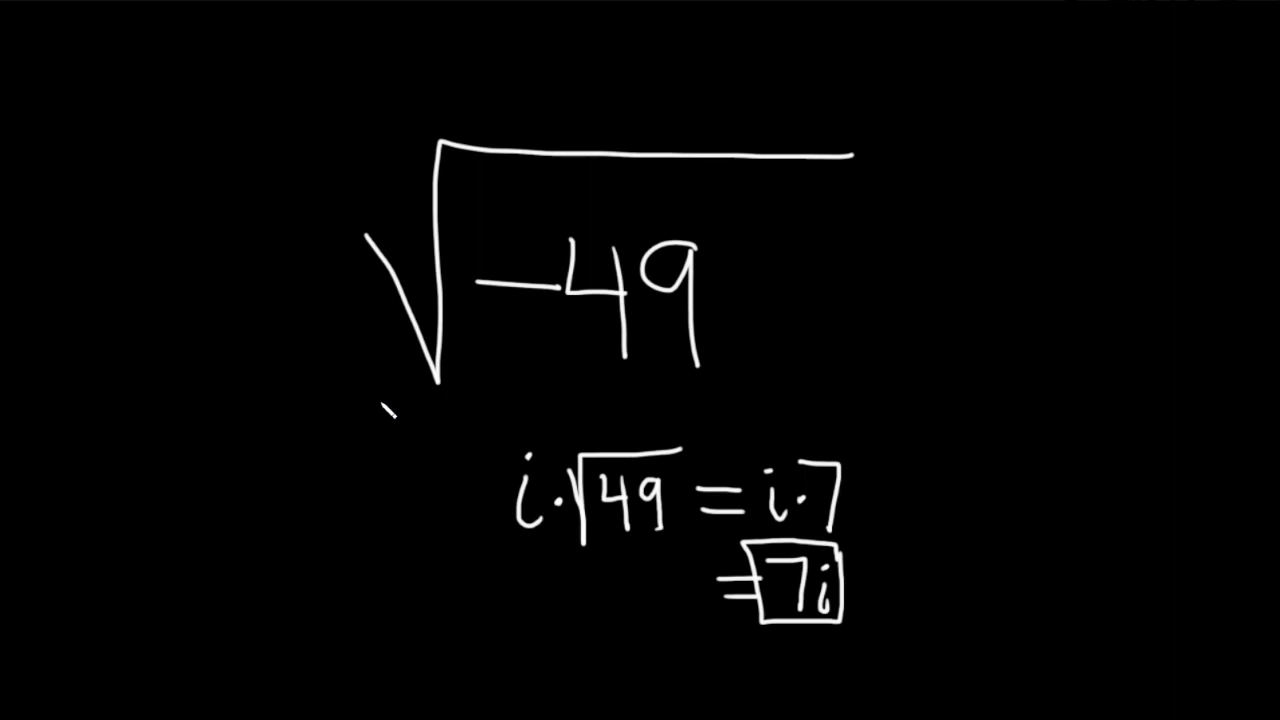 √-49
i·√49 = i·7
= 7i